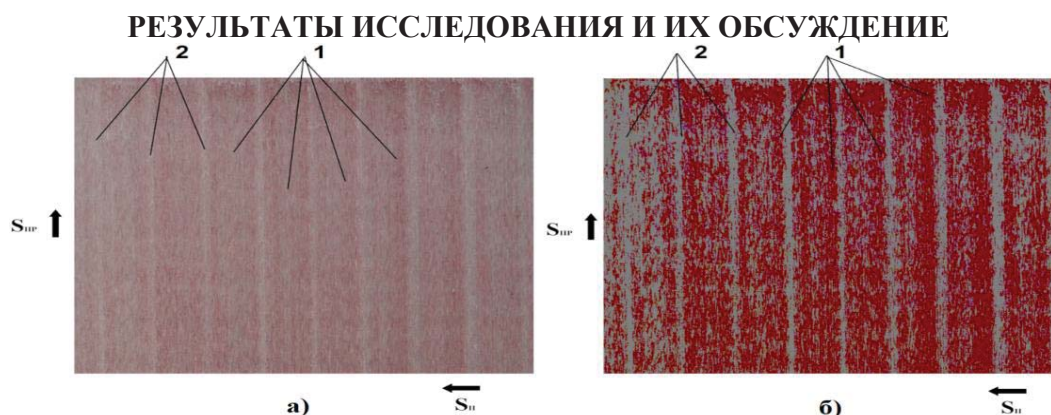 РЕЗУЛЬТАТЫ ИССЛЕДОВАНИЯ И ИХ ОБСУЖДЕНИЕ
2 1 2 1
Sпр Sпр
Sп Sп
а) б)